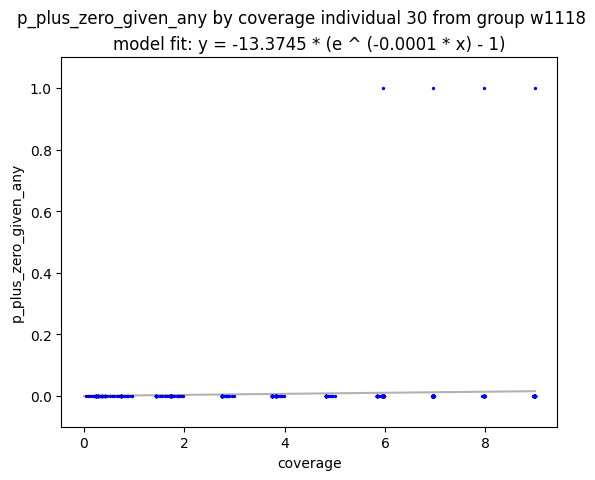 p_plus_zero_given_any by coverage individual 30 from group w1118
model fit: y = -13.3745 * (e ^ (-0.0001 * x) - 1)
1.0
0.8
0.6
0.4
0.2
0.0
p_plus_zero_given_any
0 2 4 6 8
coverage